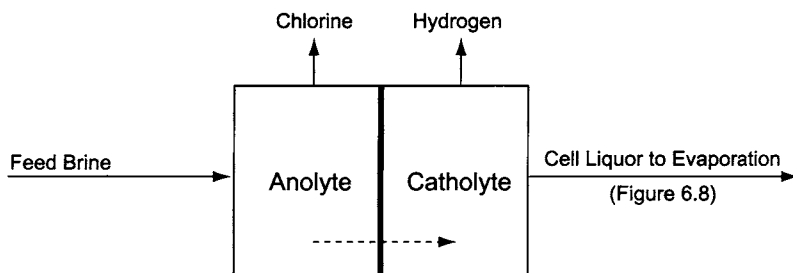 Chlorine
Hydrogen
Feed Brine
Anolyte
Catholyte
Cell Liquor to Evaporation
(Figure 6.8)